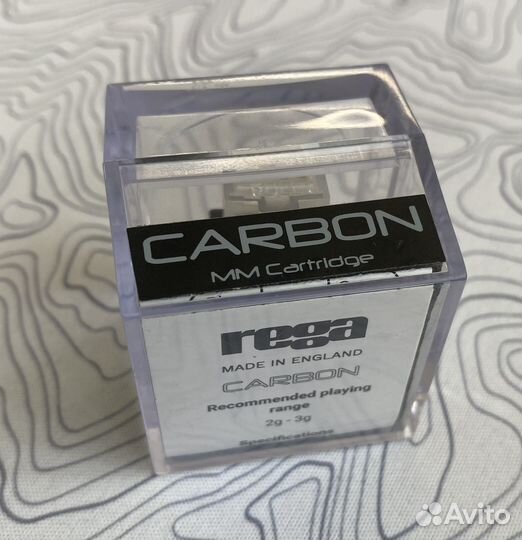 CARBON
MM Cartridge
rega
MADE IN ENGLAND
CARBON
Recommended playing
range
2g - 3g
Specifications
Avito